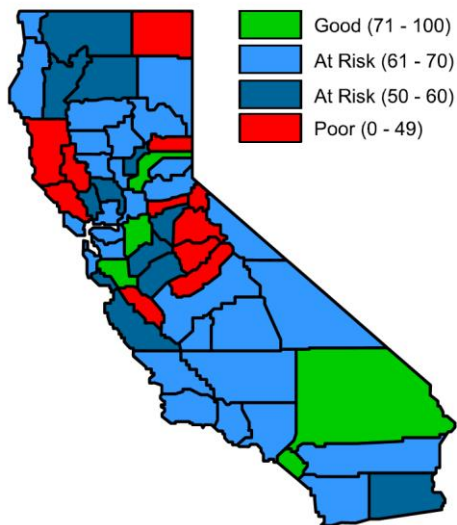 Good (71 - 100)
At Risk (61 - 70)
At Risk (50 - 60)
Poor (0 - 49)